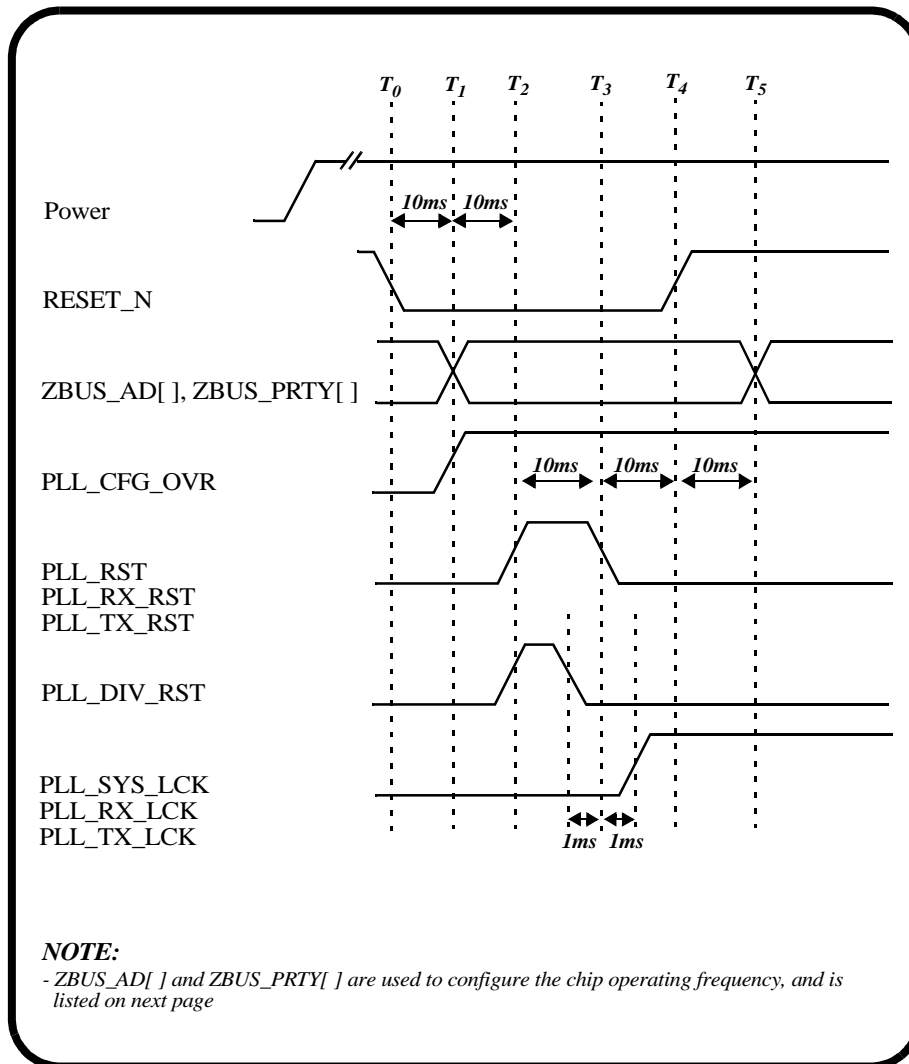 T0 T1 T2 T3 T4 T5
10ms 10ms
Power
RESET_N
ZBUS_AD[ ], ZBUS_PRTY[ ]
10ms 10ms 10ms
PLL_CFG_OVR
PLL_RST
PLL_RX_RST
PLL_TX_RST
PLL_DIV_RST
PLL_SYS_LCK
PLL_RX_LCK
PLL_TX_LCK
1ms 1ms
NOTE:
- ZBUS_AD[ ] and ZBUS_PRTY[ ] are used to configure the chip operating frequency, and is
listed on next page